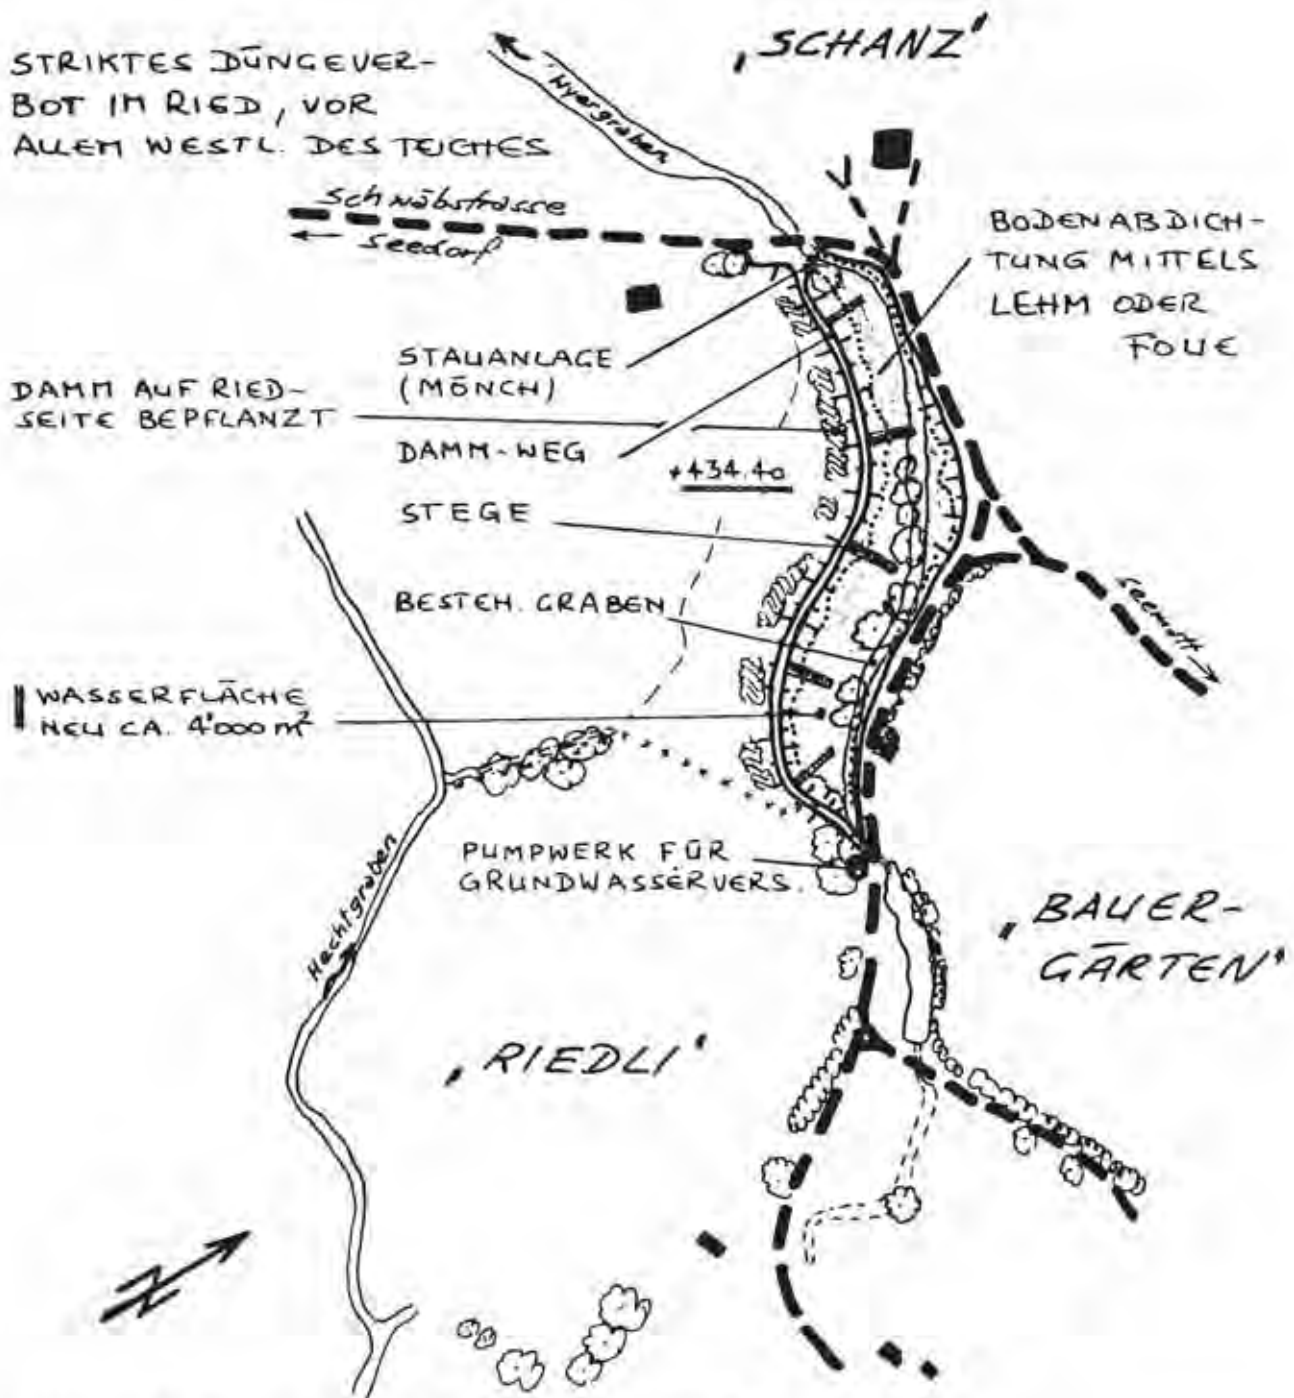 STRIKTES DÜNGEVER-
BOT IM RIED, VOR
ALLEM WESTL. DES TEICHES
'SCHANZ'
Wyergraben
Schwäbstrasse
← Seedorf
BODENABDICH-
TUNG MITTELS
LEHM ODER
FOLIE
STAUANLAGE
(MÖNCH)
DAMM AUF RIED-
SEITE BEPFLANZT
DAMM-WEG
+434.40
STEGE
BESTEH. GRABEN
Seematt →
WASSERFLÄCHE
NEU CA. 4'000 m²
PUMPWERK FÜR
GRUNDWASSERVERS.
Hechtgraben
'BAUER-
GÄRTEN'
'RIEDLI'